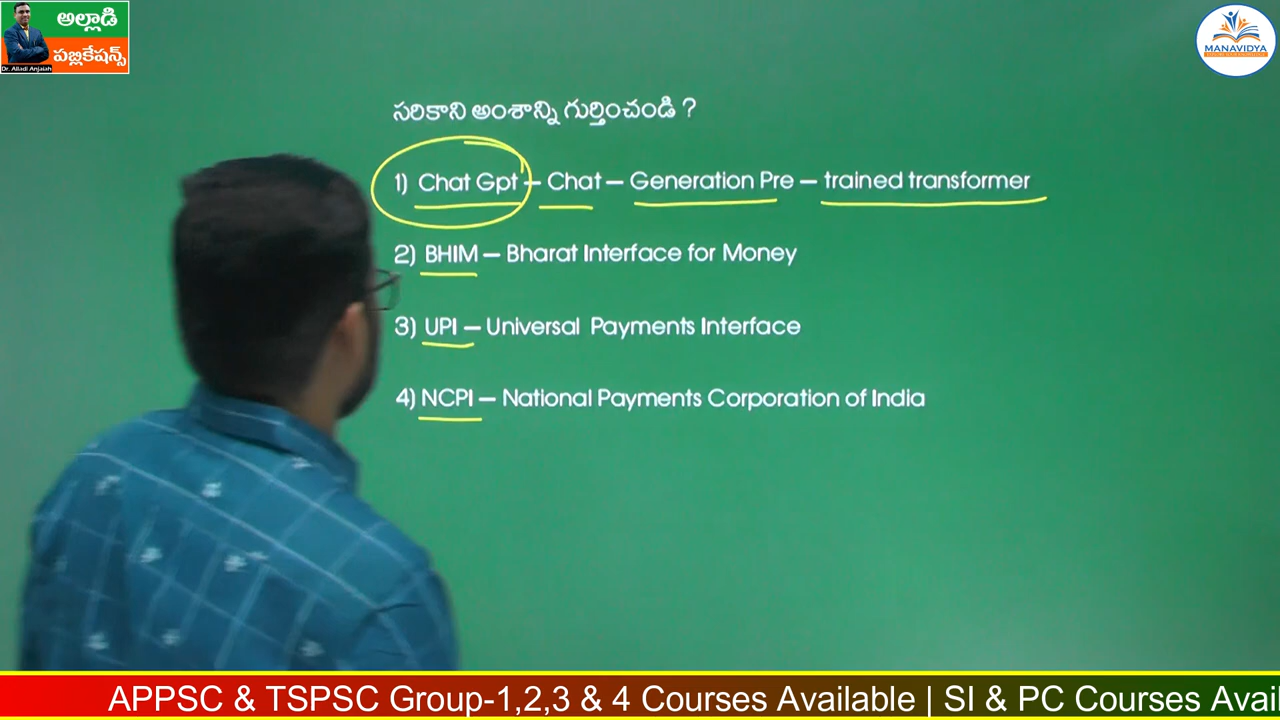 అల్లాడి
పబ్లికేషన్స్
Dr. Alladi Anjaiah
MANAVIDYA
సరికాని అంశాన్ని గుర్తించండి ?
1) Chat Gpt – Chat – Generation Pre – trained transformer
2) BHIM – Bharat Interface for Money
3) UPI – Universal Payments Interface
4) NCPI – National Payments Corporation of India
APPSC & TSPSC Group-1,2,3 & 4 Courses Available | SI & PC Courses Avai